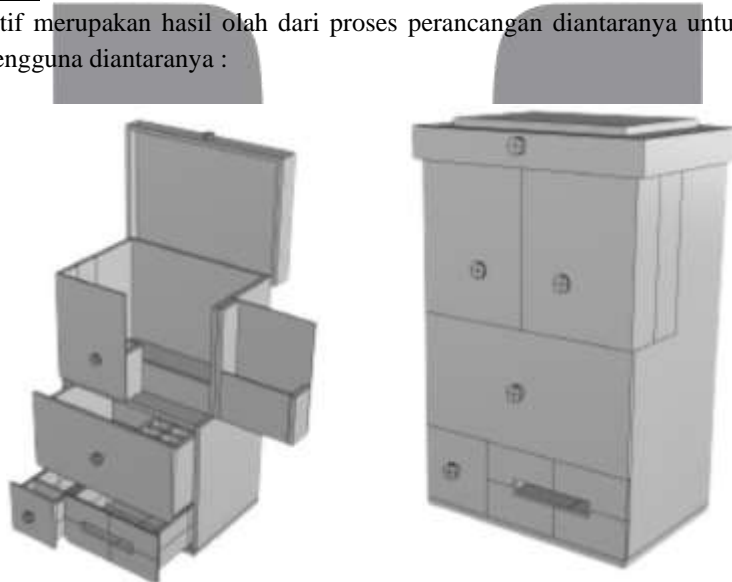 tif merupakan hasil olah dari proses perancangan diantaranya untu
engguna diantaranya :